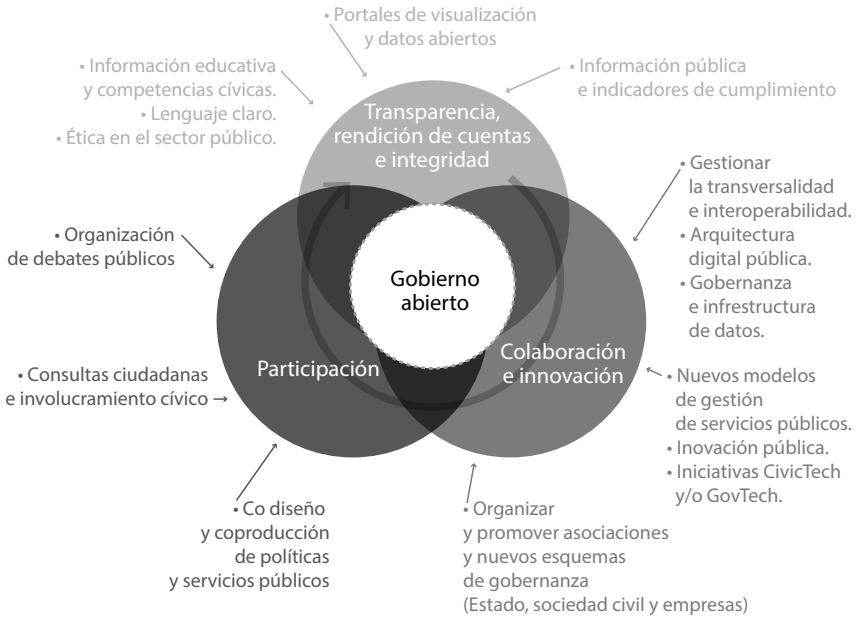 • Portales de visualización
y datos abiertos
• Información educativa
y competencias cívicas.
• Lenguaje claro.
• Ética en el sector público.
• Información pública
e indicadores de cumplimiento
Transparencia,
rendición de cuentas
e integridad
• Gestionar
la transversalidad
e interoperabilidad.
• Arquitectura
digital pública.
• Gobernanza
e infrestructura
de datos.
• Organización
de debates públicos
Gobierno
abierto
Participación
Colaboración
e innovación
• Consultas ciudadanas
e involucramiento cívico
• Nuevos modelos
de gestión
de servicios públicos.
• Inovación pública.
• Iniciativas CivicTech
y/o GovTech.
• Co diseño
y coproducción
de políticas
y servicios públicos
• Organizar
y promover asociaciones
y nuevos esquemas
de gobernanza
(Estado, sociedad civil y empresas)